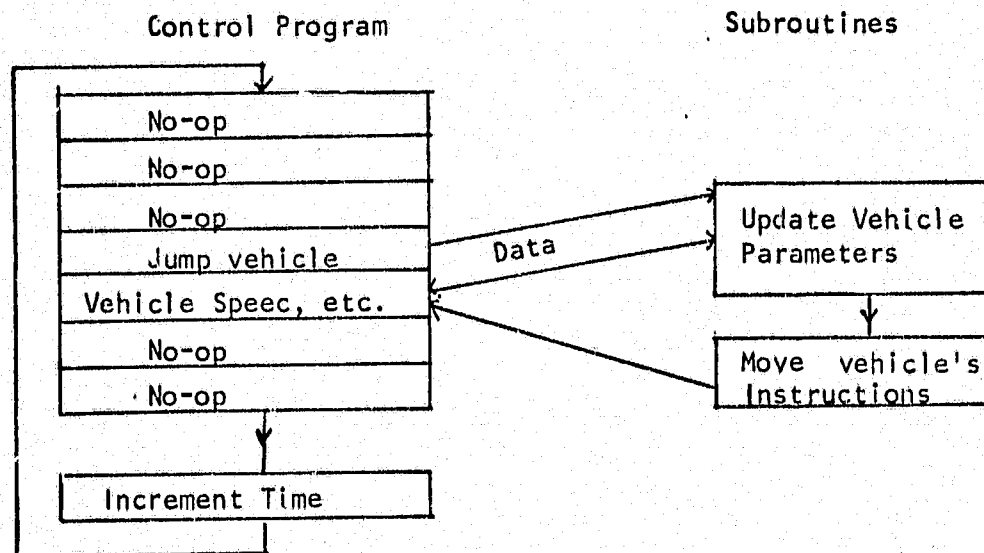 Control Program
Subroutines
No-op
No-op
No-op
Jump vehicle
Vehicle Speec, etc.
No-op
No-op
Increment Time
Data
Update Vehicle
Parameters
Move vehicle's
Instructions